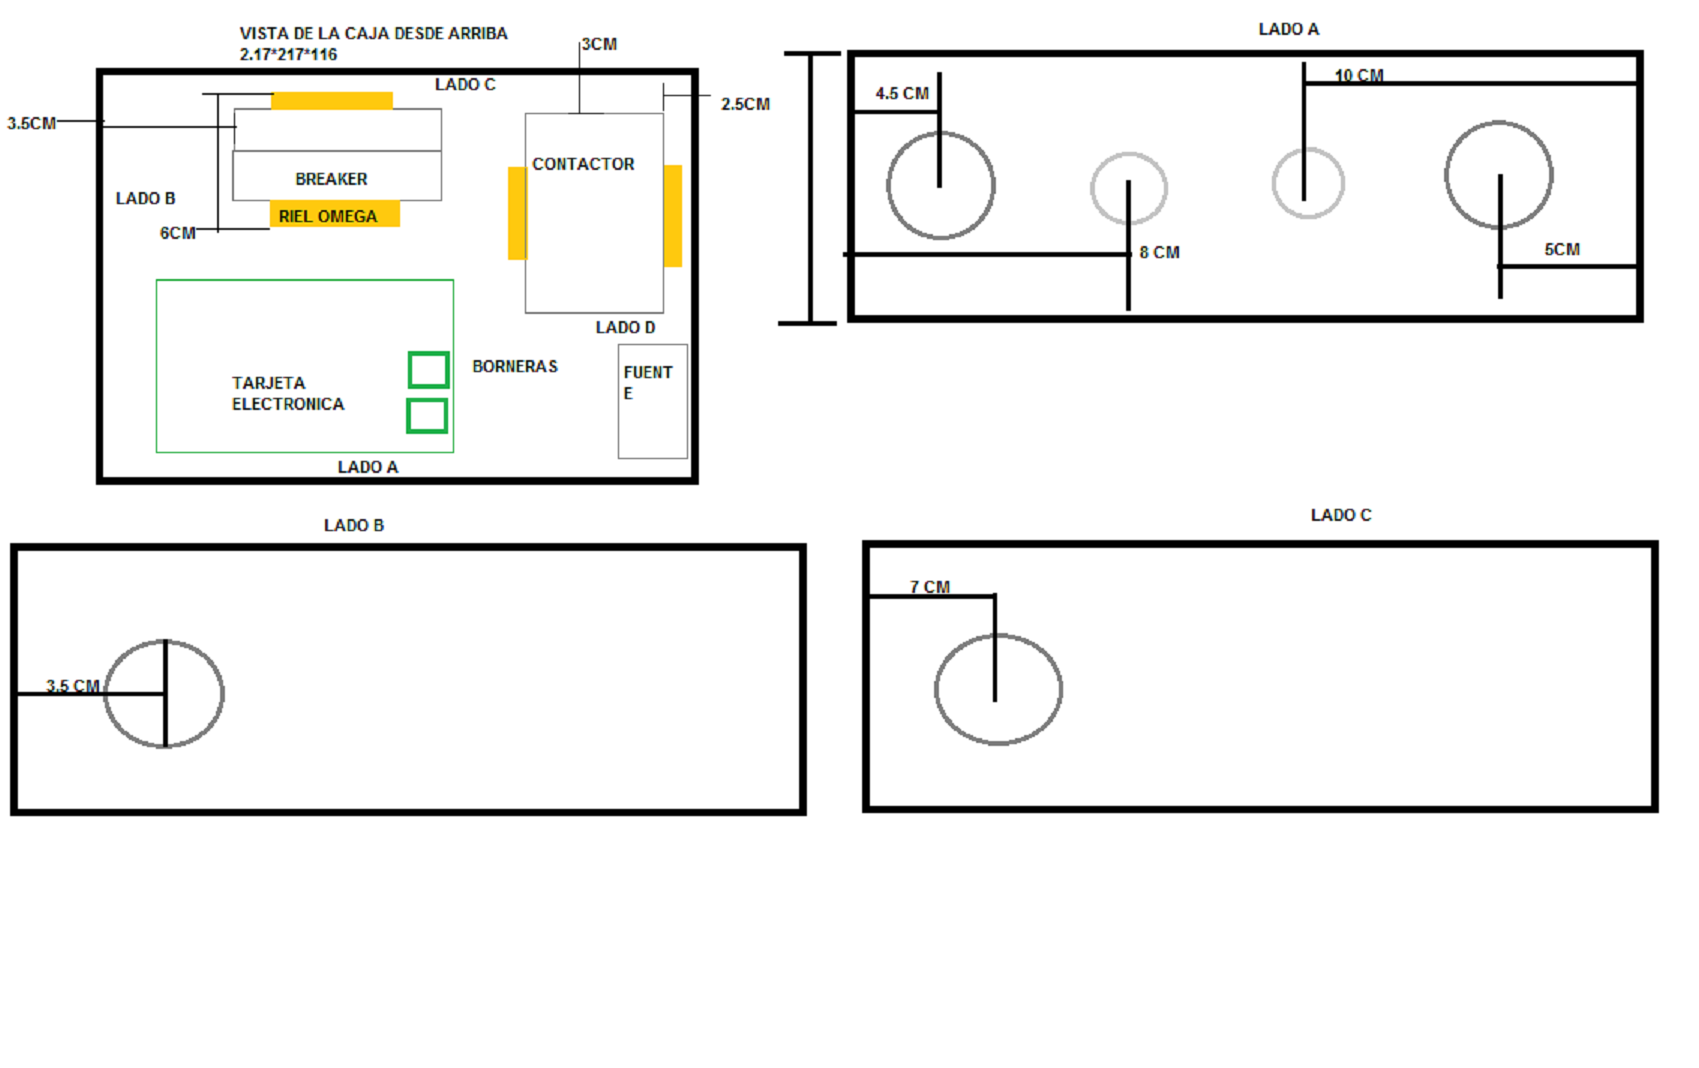 VISTA DE LA CAJA DESDE ARRIBA
2.17*217*116
3CM
LADO C
2.5CM
3.5CM
CONTACTOR
BREAKER
LADO B
RIEL OMEGA
6CM
LADO D
BORNERAS
FUENT
E
TARJETA
ELECTRONICA
LADO A
LADO A
10 CM
4.5 CM
8 CM
5CM
LADO B
3.5 CM
LADO C
7 CM